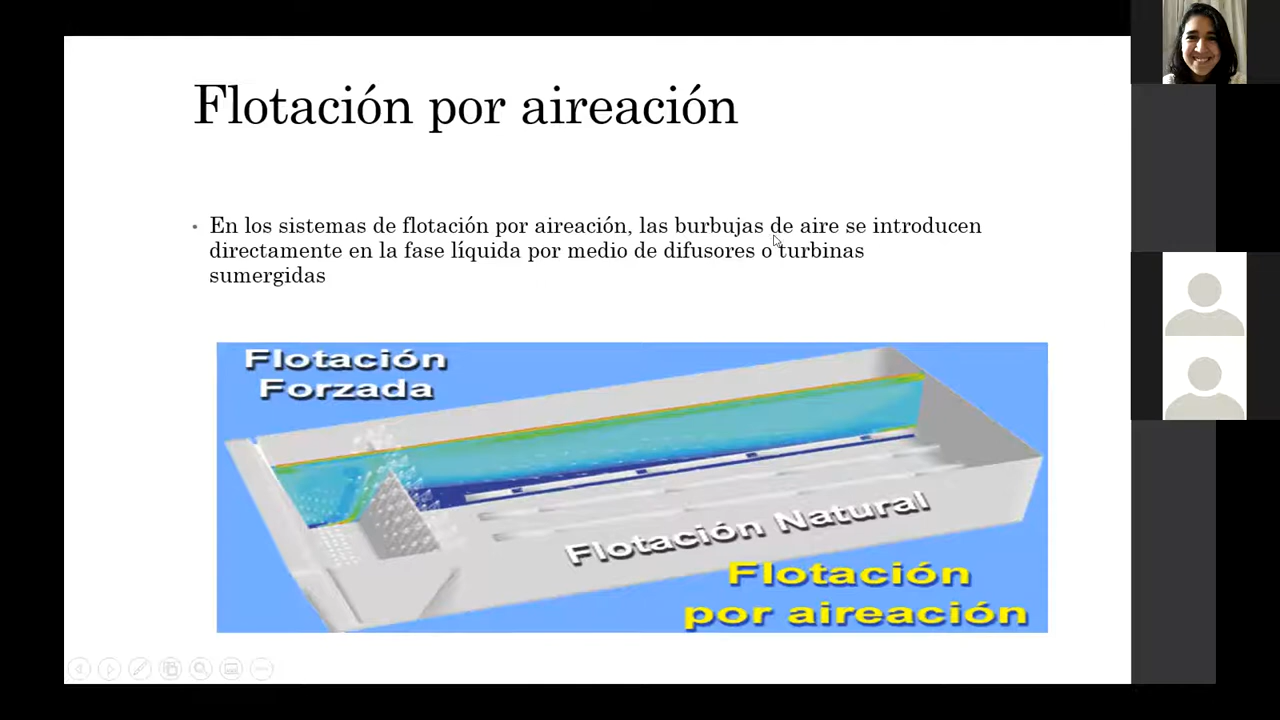 Flotación por aireación
• En los sistemas de flotación por aireación, las burbujas de aire se introducen
directamente en la fase líquida por medio de difusores o turbinas
sumergidas
Flotación
Forzada
Flotación Natural
Flotación
por aireación